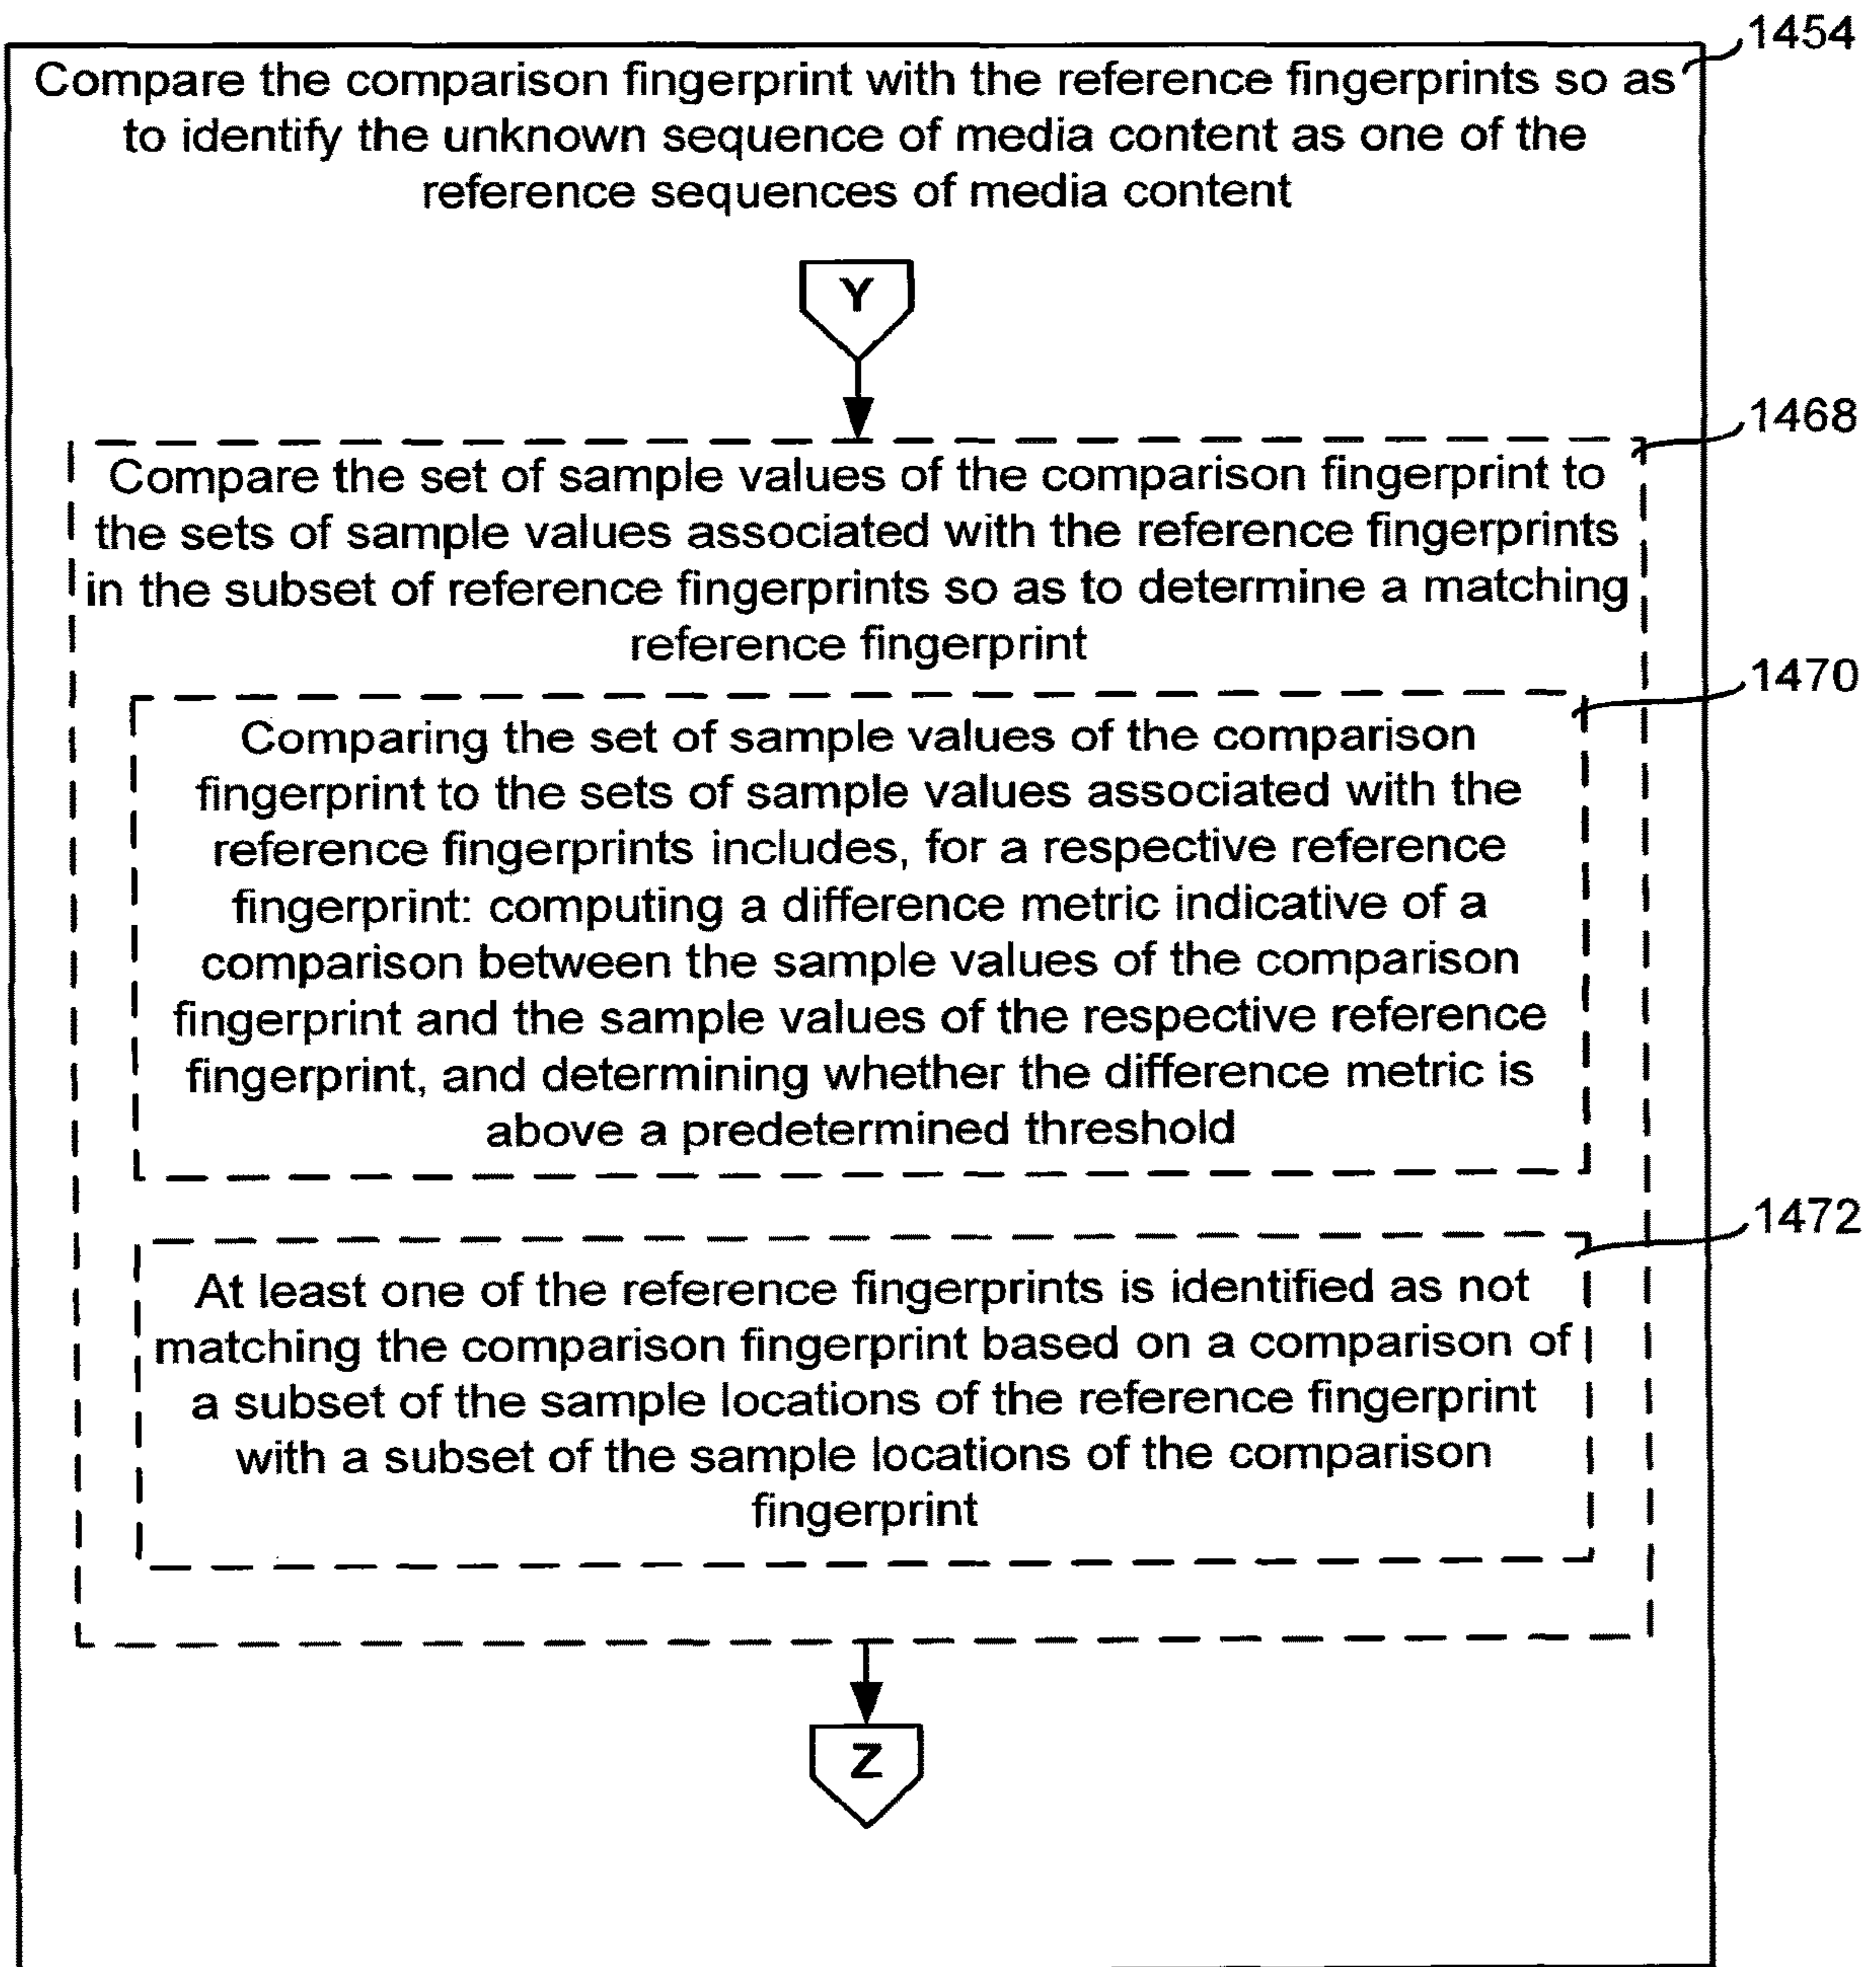 1454
Compare the comparison fingerprint with the reference fingerprints so as
to identify the unknown sequence of media content as one of the
reference sequences of media content
Y
1468
Compare the set of sample values of the comparison fingerprint to
the sets of sample values associated with the reference fingerprints
in the subset of reference fingerprints so as to determine a matching
reference fingerprint
1470
Comparing the set of sample values of the comparison
fingerprint to the sets of sample values associated with the
reference fingerprints includes, for a respective reference
fingerprint: computing a difference metric indicative of a
comparison between the sample values of the comparison
fingerprint and the sample values of the respective reference
fingerprint, and determining whether the difference metric is
above a predetermined threshold
1472
At least one of the reference fingerprints is identified as not
matching the comparison fingerprint based on a comparison of
a subset of the sample locations of the reference fingerprint
with a subset of the sample locations of the comparison
fingerprint
Z